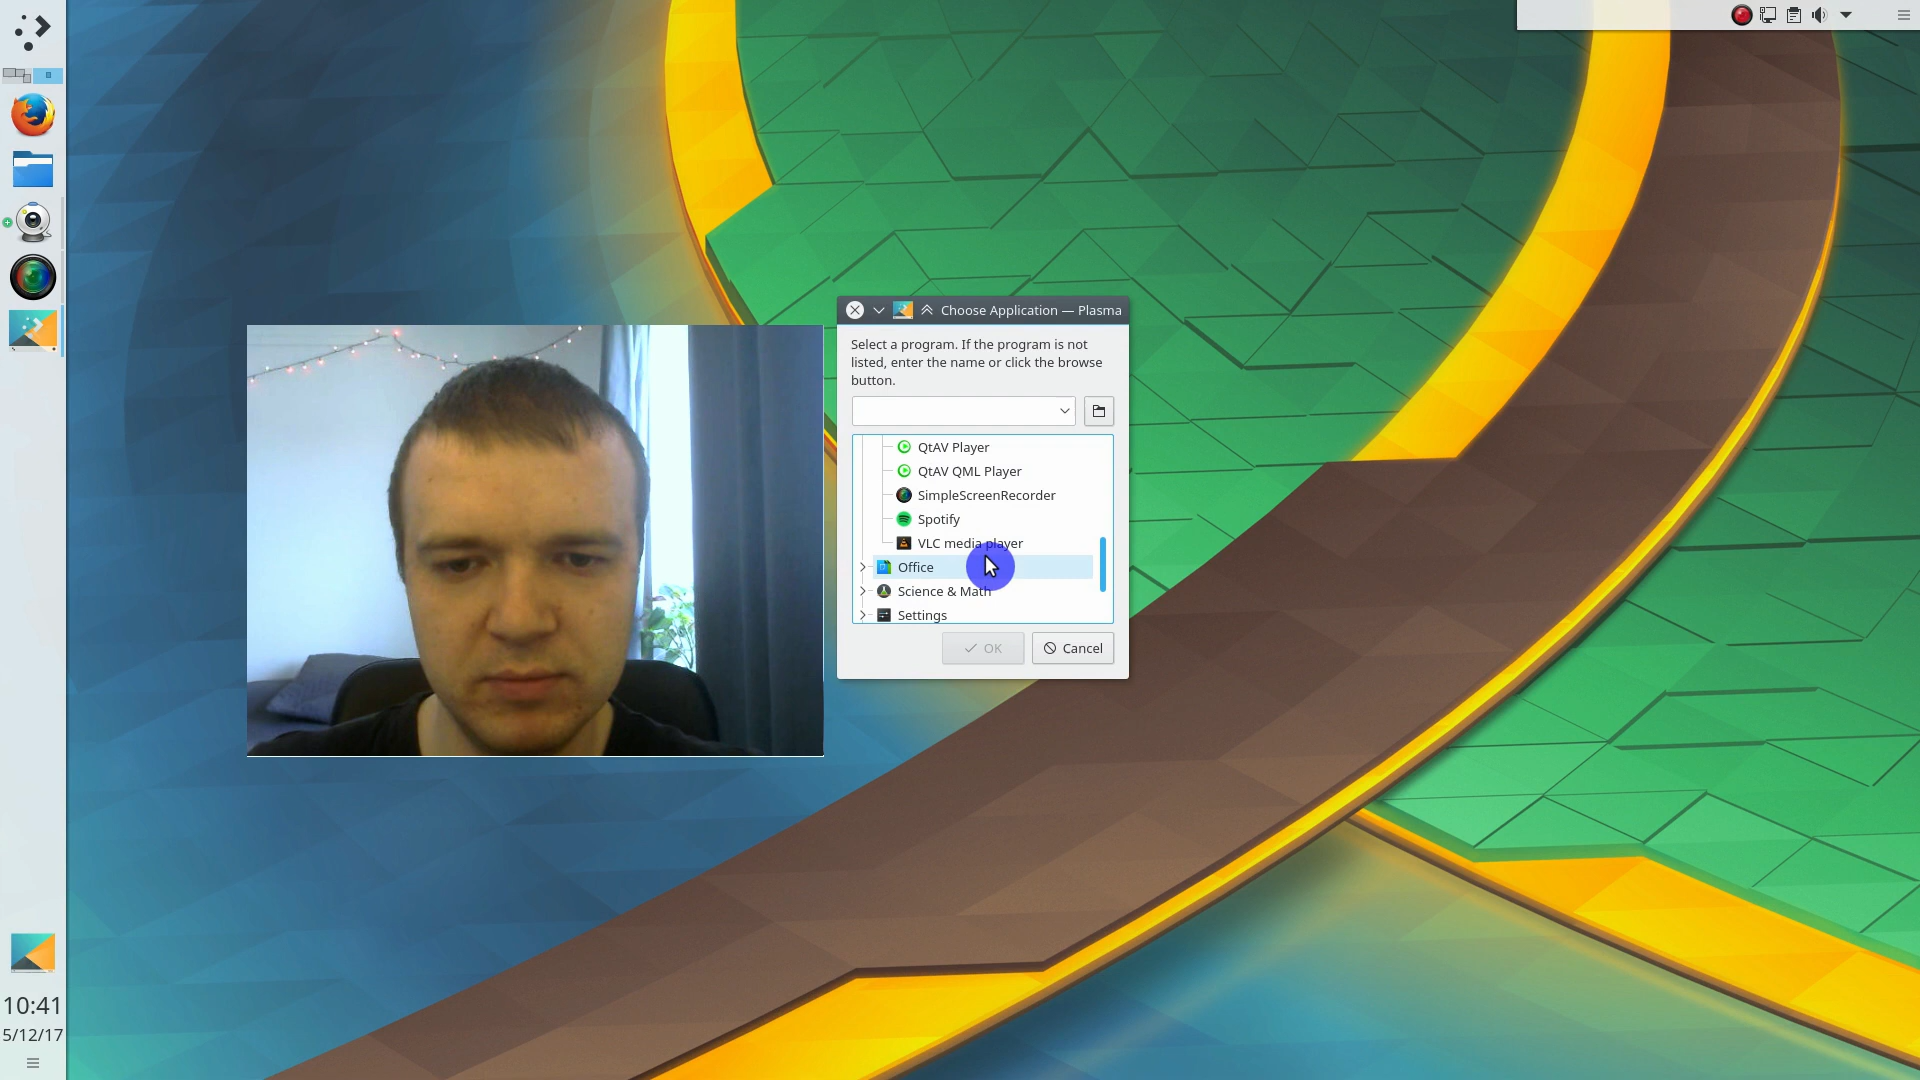 Choose Application — Plasma
Select a program. If the program is not
listed, enter the name or click the browse
button.
QtAV Player
QtAV QML Player
SimpleScreenRecorder
Spotify
VLC media player
Office
Science & Math
Settings
OK
Cancel
10:41
5/12/17